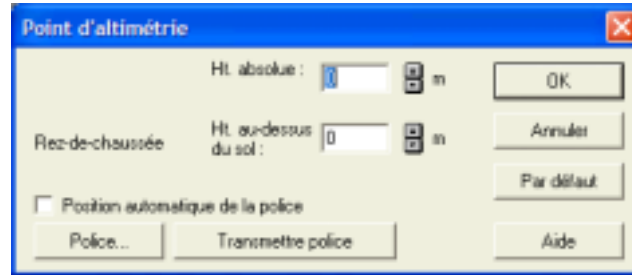 Point d'altimétrie
Ht. absolue : 0 m
OK
Rez-de-chaussée
Ht. au-dessus du sol : 0 m
Annuler
Par défaut
Position automatique de la police
Police... Transmettre police Aide